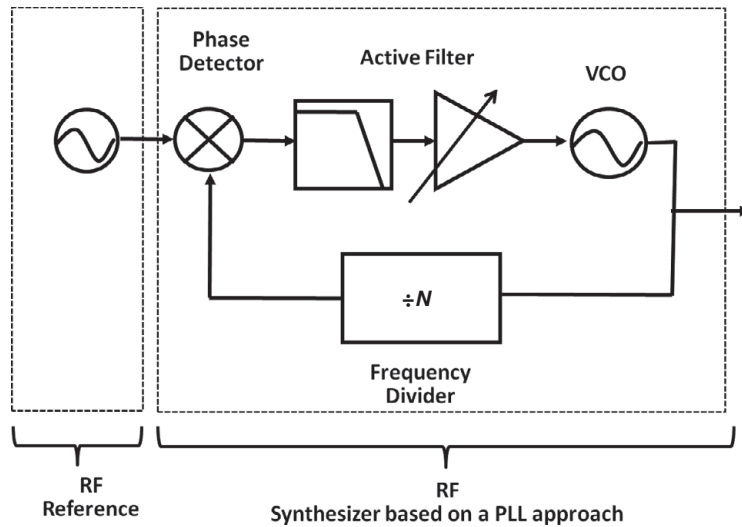 Phase
Detector
Active Filter
VCO
÷N
Frequency
Divider
RF
Reference
RF
Synthesizer based on a PLL approach